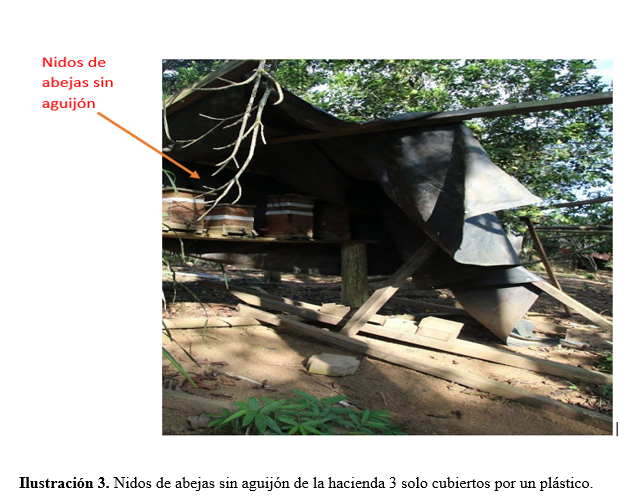 Nidos de
abejas sin
aguijón
Ilustración 3. Nidos de abejas sin aguijón de la hacienda 3 solo cubiertos por un plástico.